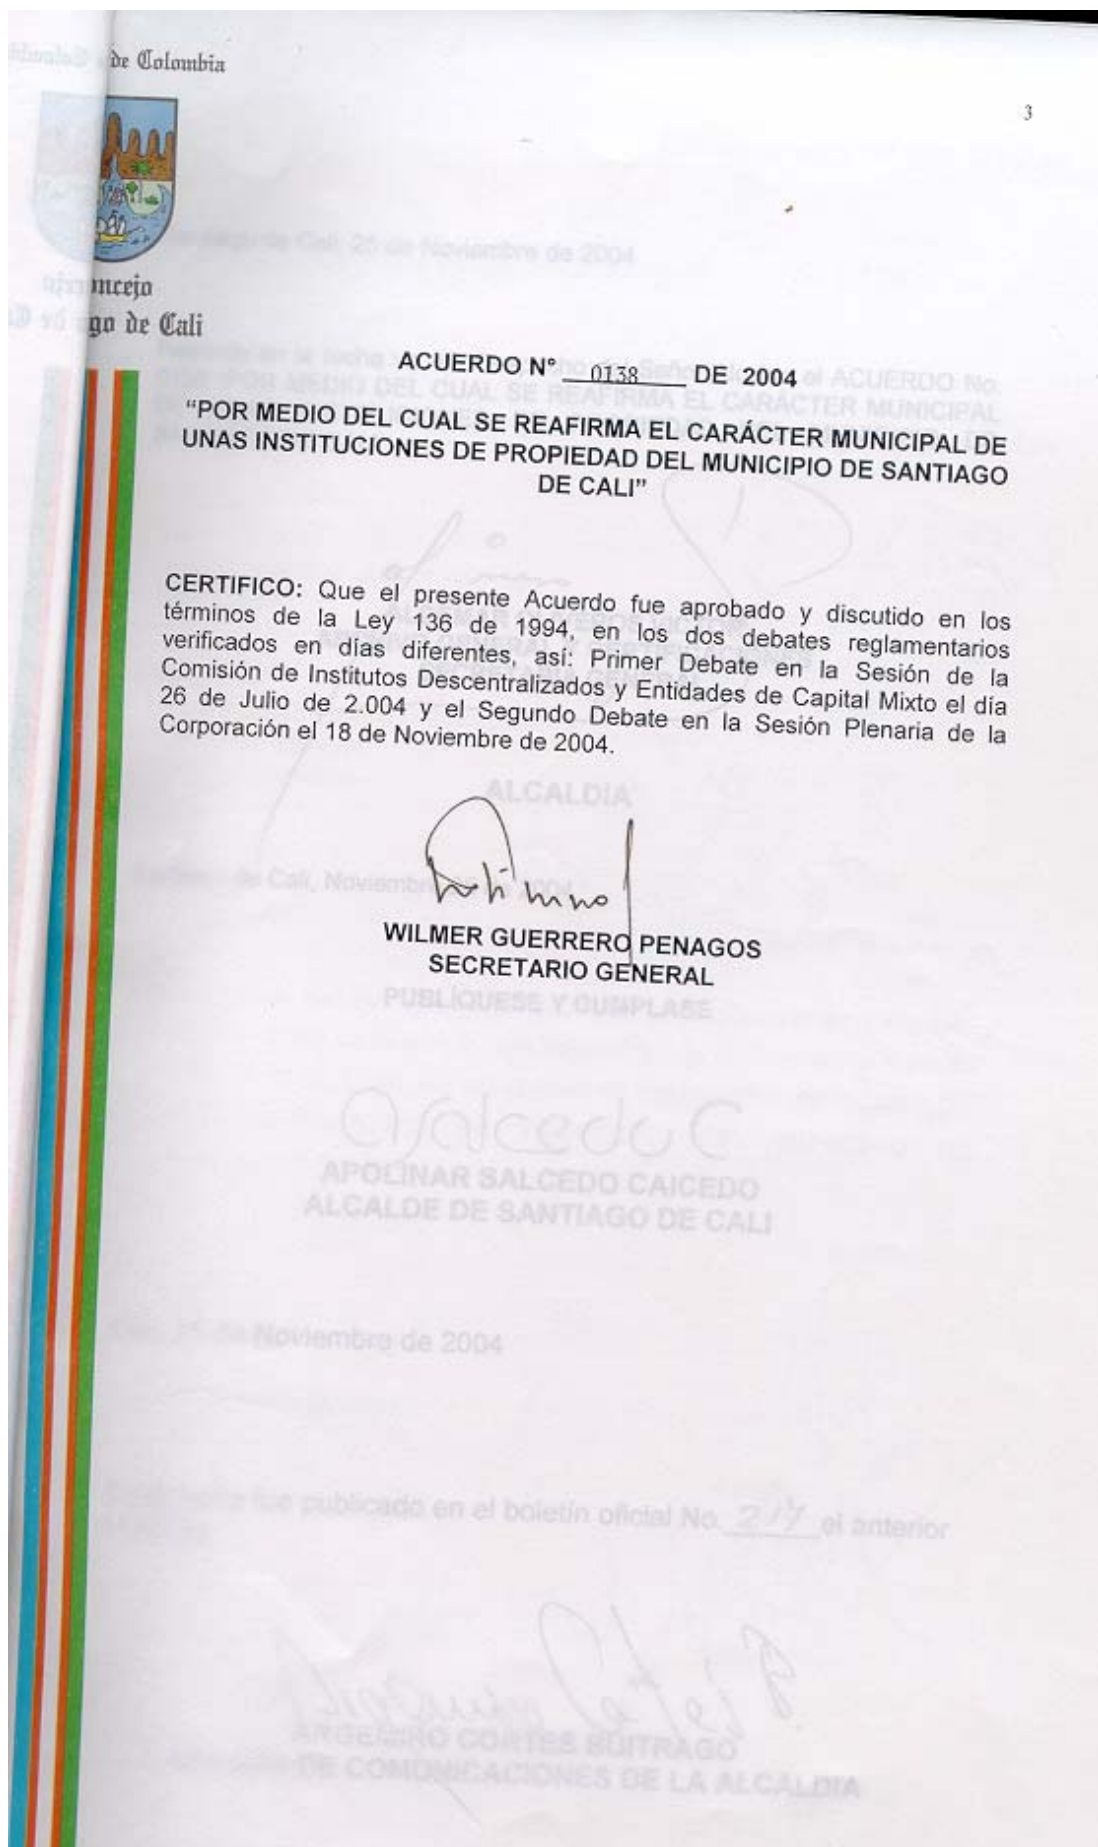 de Colombia
3
ncejo
go de Cali
ACUERDO N° 0138 DE 2004
“POR MEDIO DEL CUAL SE REAFIRMA EL CARÁCTER MUNICIPAL DE
UNAS INSTITUCIONES DE PROPIEDAD DEL MUNICIPIO DE SANTIAGO
DE CALI”
CERTIFICO: Que el presente Acuerdo fue aprobado y discutido en los
términos de la Ley 136 de 1994, en los dos debates reglamentarios
verificados en días diferentes, así: Primer Debate en la Sesión de la
Comisión de Institutos Descentralizados y Entidades de Capital Mixto el día
26 de Julio de 2.004 y el Segundo Debate en la Sesión Plenaria de la
Corporación el 18 de Noviembre de 2004.
ALCALDIA
WILMER GUERRERO PENAGOS
SECRETARIO GENERAL
PUBLÍQUESE Y CUMPLASE
APOLINAR SALCEDO CAICEDO
ALCALDE DE SANTIAGO DE CALI
de Noviembre de 2004
fue publicado en el boletín oficial No. 217 el anterior
ARGEMIRO CORTES BUITRAGO
DE COMUNICACIONES DE LA ALCALDIA